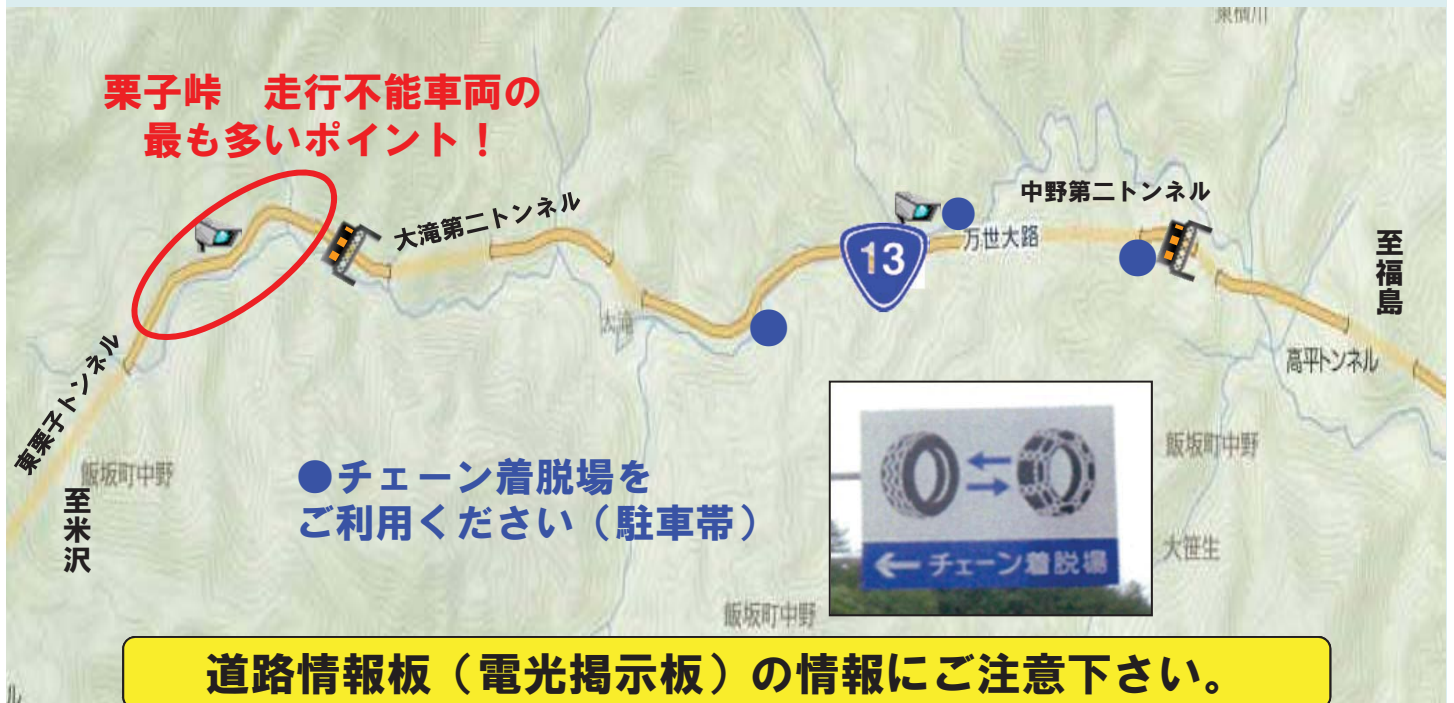 東横川
栗子峠 走行不能車両の
最も多いポイント！
大滝第二トンネル
中野第二トンネル
万世大路
13
至福島
大滝
高平トンネル
東栗子トンネル
飯坂町中野
至米沢
●チェーン着脱場を
ご利用ください（駐車帯）
←チェーン着脱場
飯坂町中野
大笹生
飯坂町中野
道路情報板（電光掲示板）の情報にご注意下さい。
ル